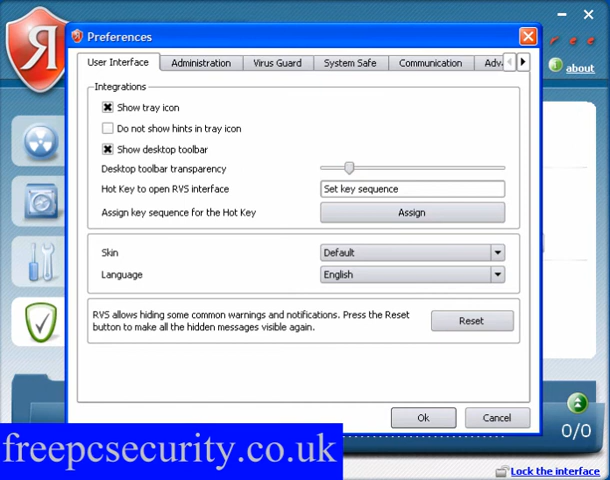 Я
Preferences
about
User Interface
Administration
Virus Guard
System Safe
Communication
Adv
Integrations
Show tray icon
Do not show hints in tray icon
Show desktop toolbar
Desktop toolbar transparency
Hot Key to open RVS interface
Set key sequence
Assign key sequence for the Hot Key
Assign
Skin
Default
Language
English
RVS allows hiding some common warnings and notifications. Press the Reset
button to make all the hidden messages visible again.
Reset
Ok
Cancel
0/0
freepcsecurity.co.uk
Lock the interface